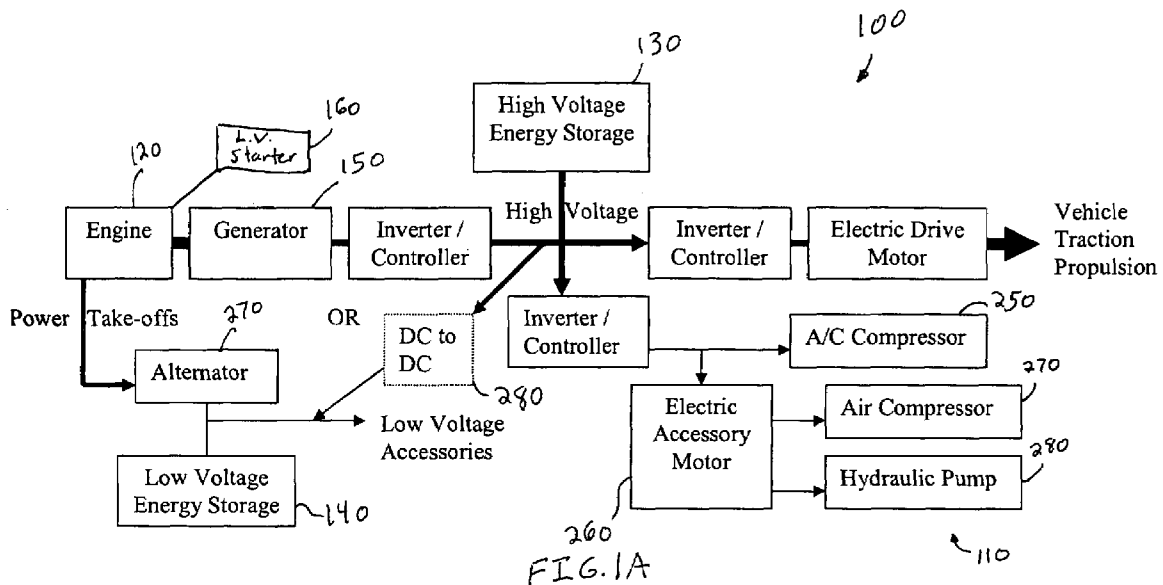 100
130
High Voltage
Energy Storage
160
L.V.
Starter
120
150
Engine
Generator
Inverter /
Controller
High Voltage
Inverter /
Controller
Electric Drive
Motor
Vehicle
Traction
Propulsion
Power Take-offs
270
OR
Alternator
DC to
DC
280
Inverter /
Controller
250
A/C Compressor
Low Voltage
Accessories
Electric
Accessory
Motor
270
Air Compressor
280
Hydraulic Pump
Low Voltage
Energy Storage
140
260
110
FIG. 1A